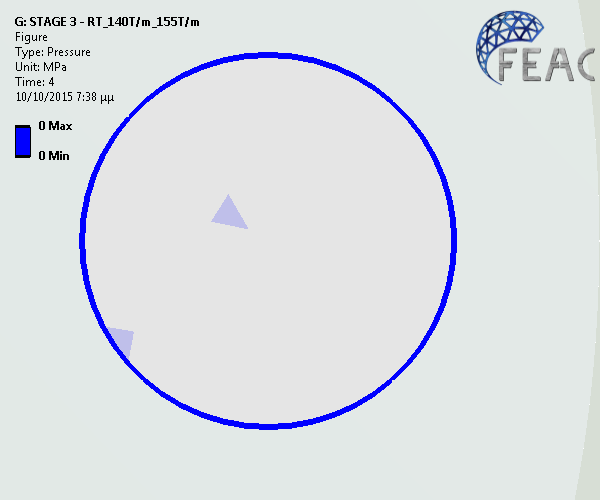 G: STAGE 3 - RT_140T/m_155T/m
Figure
Type: Pressure
Unit: MPa
Time: 4
10/10/2015 7:38 μμ
0 Max
0 Min
FEAC